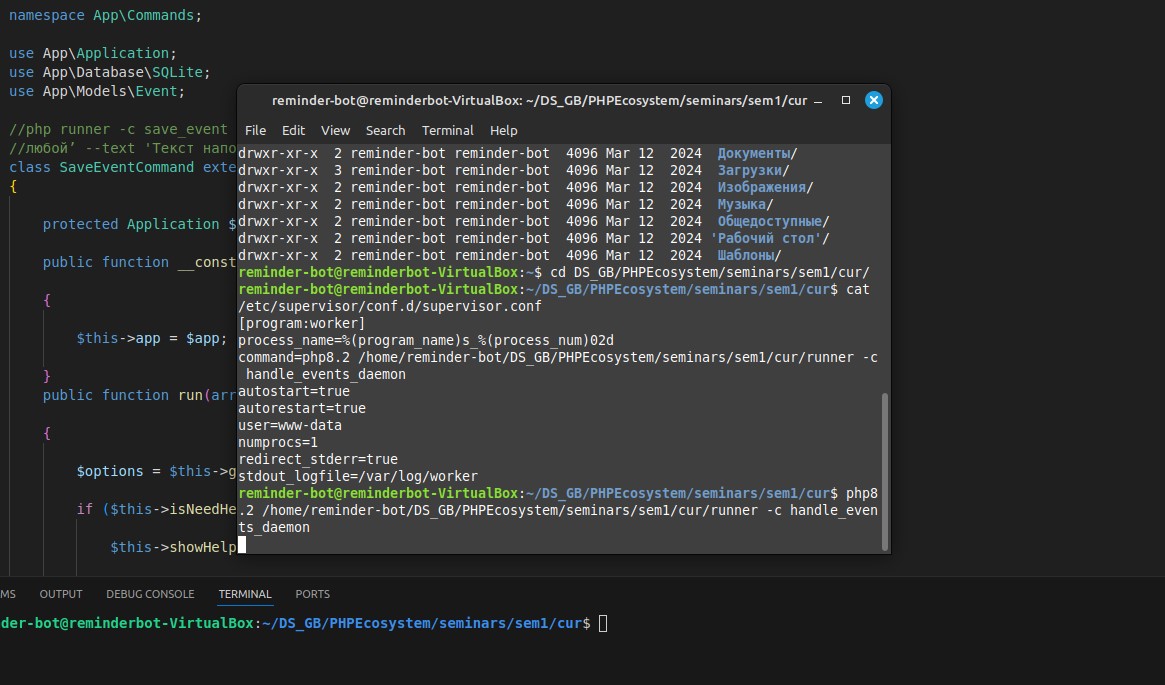 namespace App\Commands;
use App\Application;
use App\Database\SQLite;
use App\Models\Event;
//php runner -c save_event
//любой’ --text 'Текст напо
class SaveEventCommand exte
{
protected Application $
public function __const
{
$this->app = $app;
}
public function run(arr
{
$options = $this->g
if ($this->isNeedHe
$this->showHelp
reminder-bot@reminderbot-VirtualBox: ~/DS_GB/PHPEcosystem/seminars/sem1/cur
File Edit View Search Terminal Help
drwxr-xr-x 2 reminder-bot reminder-bot 4096 Mar 12 2024 Документы/
drwxr-xr-x 3 reminder-bot reminder-bot 4096 Mar 12 2024 Загрузки/
drwxr-xr-x 2 reminder-bot reminder-bot 4096 Mar 12 2024 Изображения/
drwxr-xr-x 2 reminder-bot reminder-bot 4096 Mar 12 2024 Музыка/
drwxr-xr-x 2 reminder-bot reminder-bot 4096 Mar 12 2024 Общедоступные/
drwxr-xr-x 2 reminder-bot reminder-bot 4096 Mar 12 2024 'Рабочий стол'/
drwxr-xr-x 2 reminder-bot reminder-bot 4096 Mar 12 2024 Шаблоны/
reminder-bot@reminderbot-VirtualBox:~$ cd DS_GB/PHPEcosystem/seminars/sem1/cur/
reminder-bot@reminderbot-VirtualBox:~/DS_GB/PHPEcosystem/seminars/sem1/cur$ cat
/etc/supervisor/conf.d/supervisor.conf
[program:worker]
process_name=%(program_name)s_%(process_num)02d
command=php8.2 /home/reminder-bot/DS_GB/PHPEcosystem/seminars/sem1/cur/runner -c
handle_events_daemon
autostart=true
autorestart=true
user=www-data
numprocs=1
redirect_stderr=true
stdout_logfile=/var/log/worker
reminder-bot@reminderbot-VirtualBox:~/DS_GB/PHPEcosystem/seminars/sem1/cur$ php8
.2 /home/reminder-bot/DS_GB/PHPEcosystem/seminars/sem1/cur/runner -c handle_even
ts_daemon
MS OUTPUT DEBUG CONSOLE TERMINAL PORTS
der-bot@reminderbot-VirtualBox:~/DS_GB/PHPEcosystem/seminars/sem1/cur$